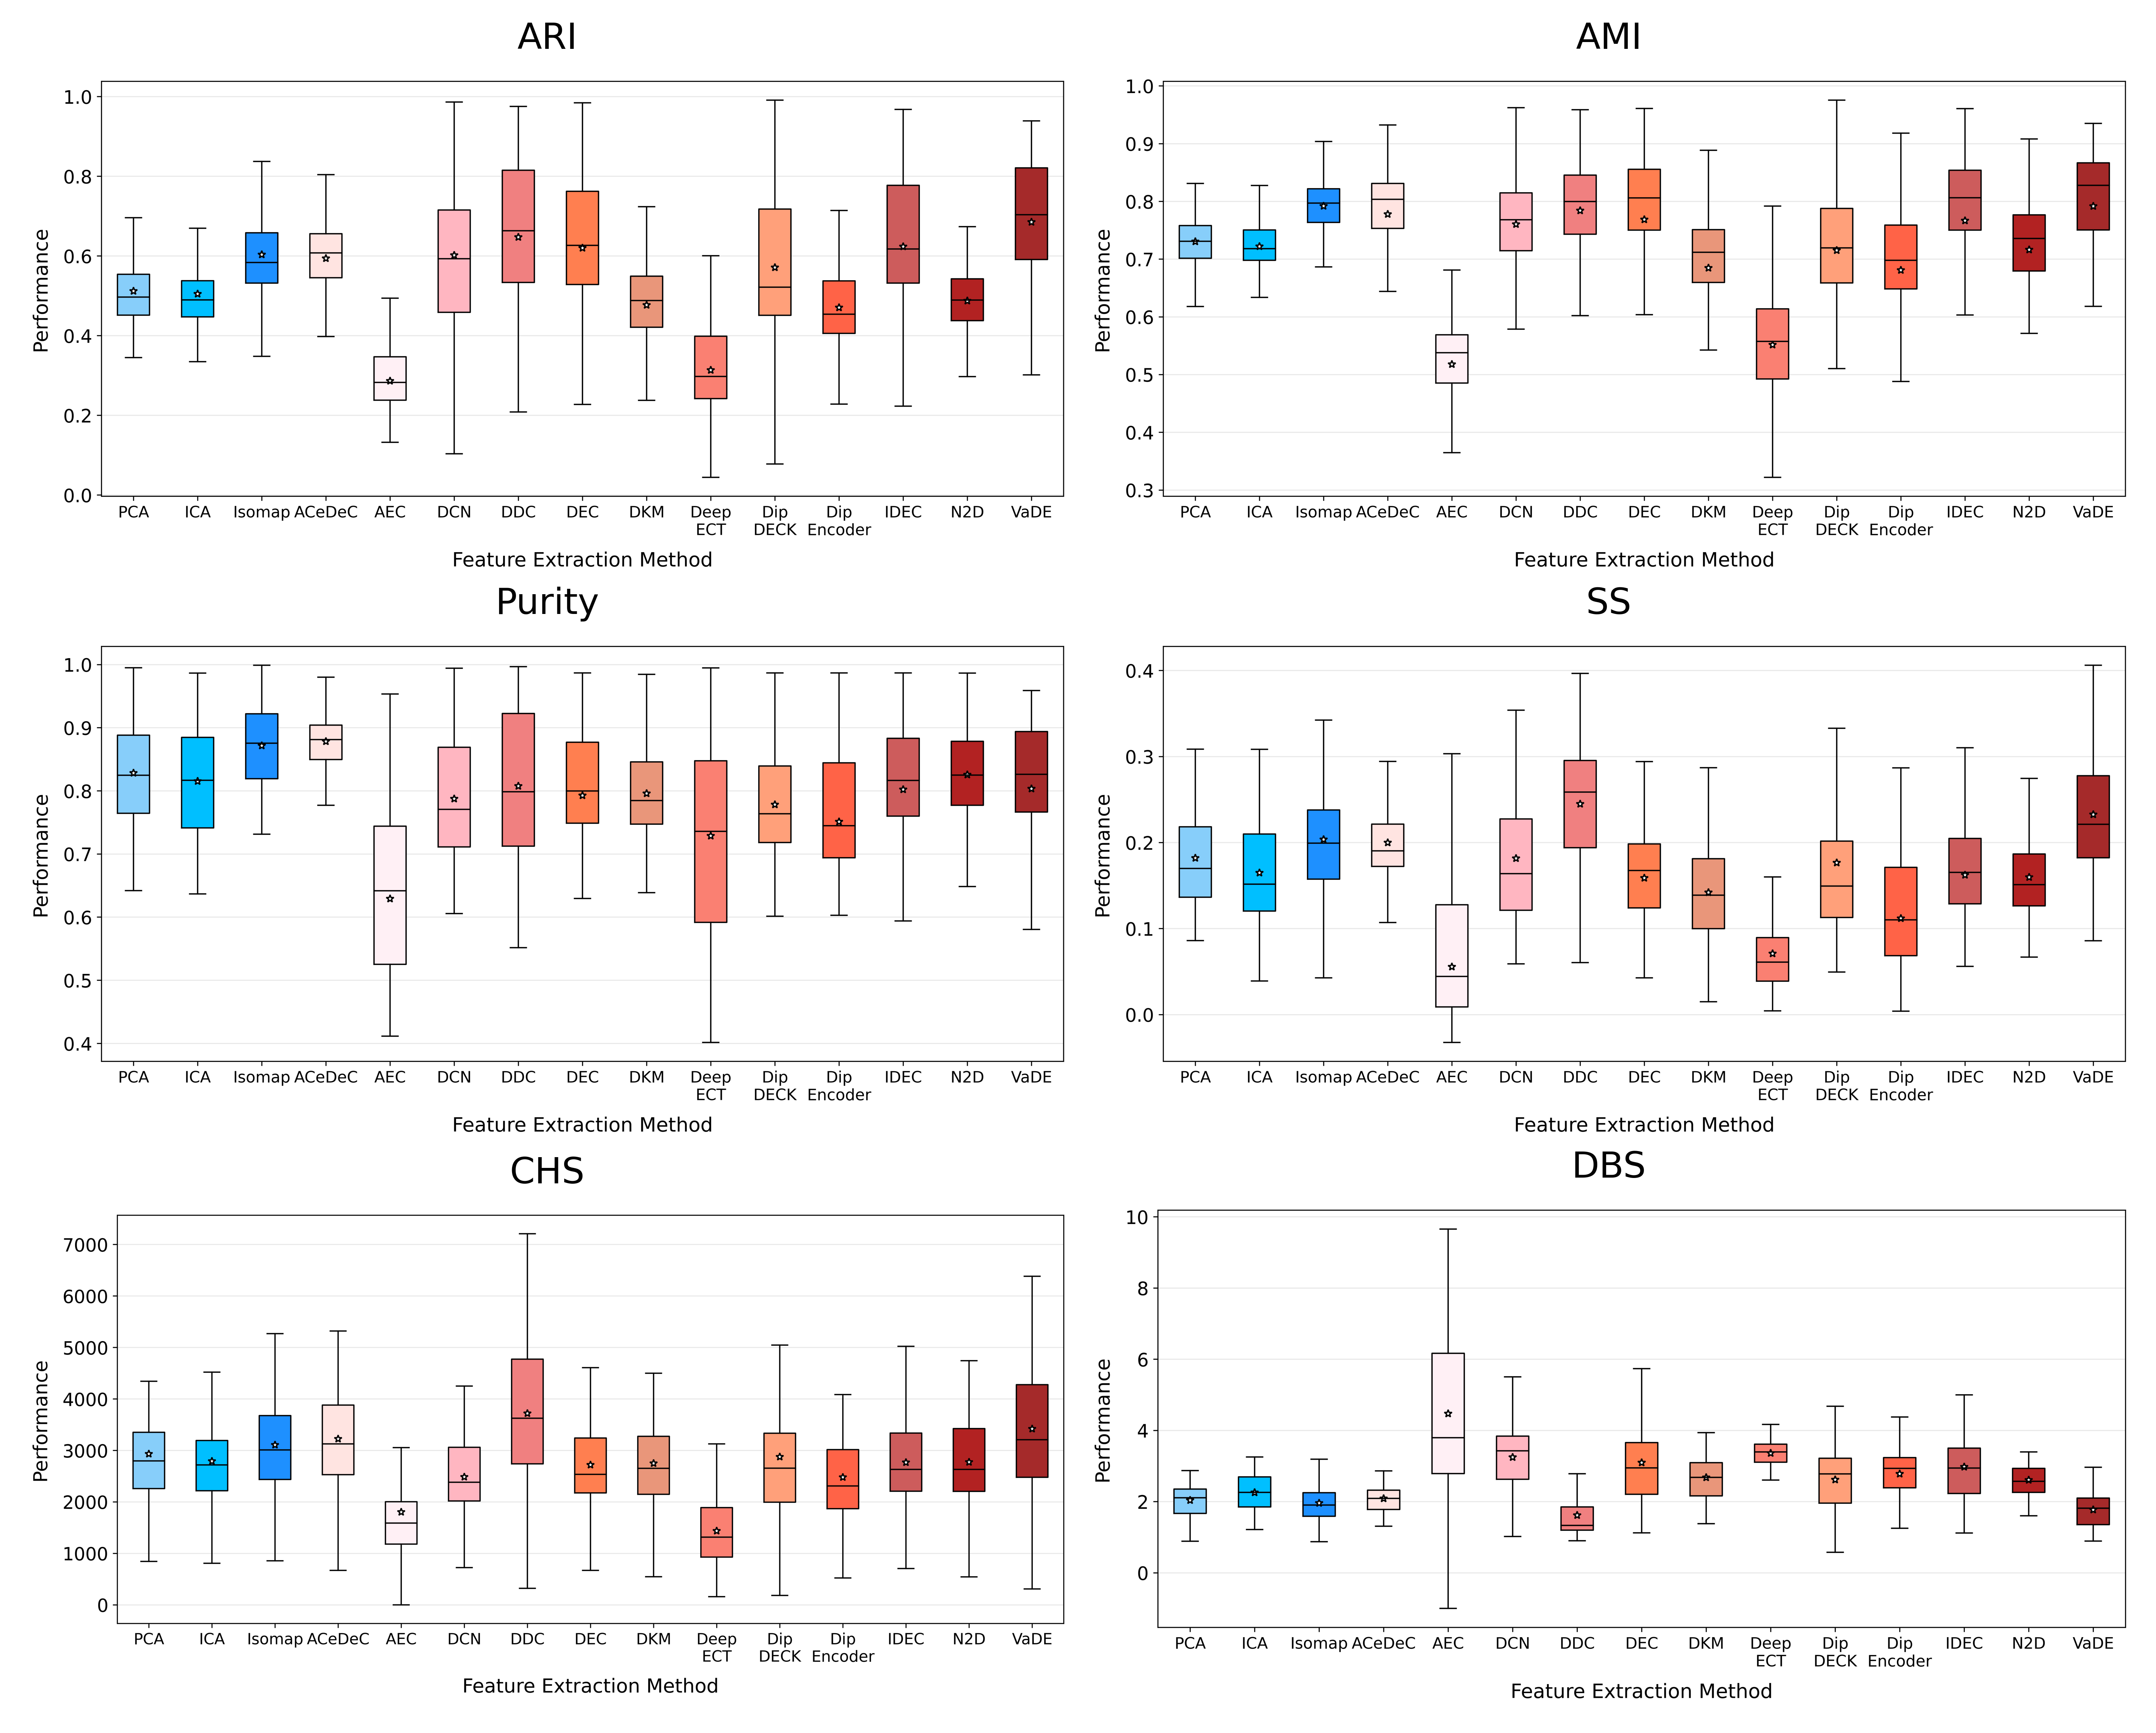 ARI
1.0
0.8
0.6
0.4
0.2
0.0
Performance
PCA ICA Isomap ACeDeC AEC DCN DDC DEC DKM Deep Dip Dip IDEC N2D VaDE
ECT DECK Encoder
Feature Extraction Method
AMI
1.0
0.9
0.8
0.7
0.6
0.5
0.4
0.3
Performance
PCA ICA Isomap ACeDeC AEC DCN DDC DEC DKM Deep Dip Dip IDEC N2D VaDE
ECT DECK Encoder
Feature Extraction Method
Purity
1.0
0.9
0.8
0.7
0.6
0.5
0.4
Performance
PCA ICA Isomap ACeDeC AEC DCN DDC DEC DKM Deep Dip Dip IDEC N2D VaDE
ECT DECK Encoder
Feature Extraction Method
SS
0.4
0.3
0.2
0.1
0.0
Performance
PCA ICA Isomap ACeDeC AEC DCN DDC DEC DKM Deep Dip Dip IDEC N2D VaDE
ECT DECK Encoder
Feature Extraction Method
CHS
7000
6000
5000
4000
3000
2000
1000
0
Performance
PCA ICA Isomap ACeDeC AEC DCN DDC DEC DKM Deep Dip Dip IDEC N2D VaDE
ECT DECK Encoder
Feature Extraction Method
DBS
10
8
6
4
2
0
Performance
PCA ICA Isomap ACeDeC AEC DCN DDC DEC DKM Deep Dip Dip IDEC N2D VaDE
ECT DECK Encoder
Feature Extraction Method